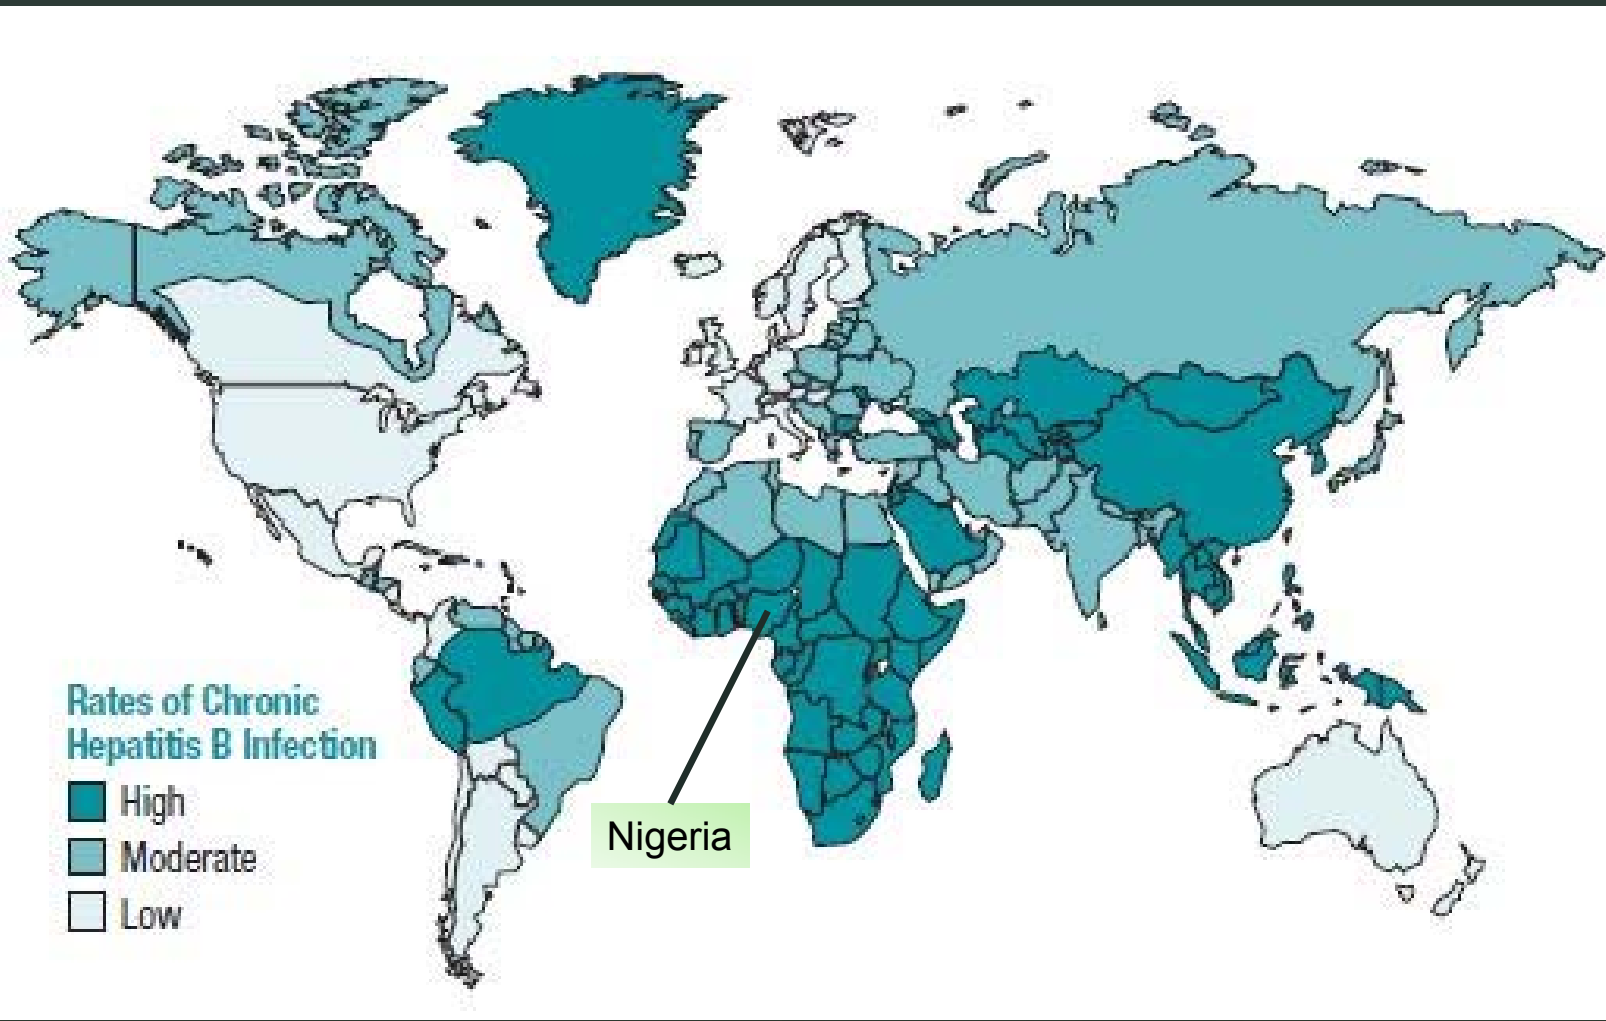 Rates of Chronic
Hepatitis B Infection
High
Moderate
Low
Nigeria